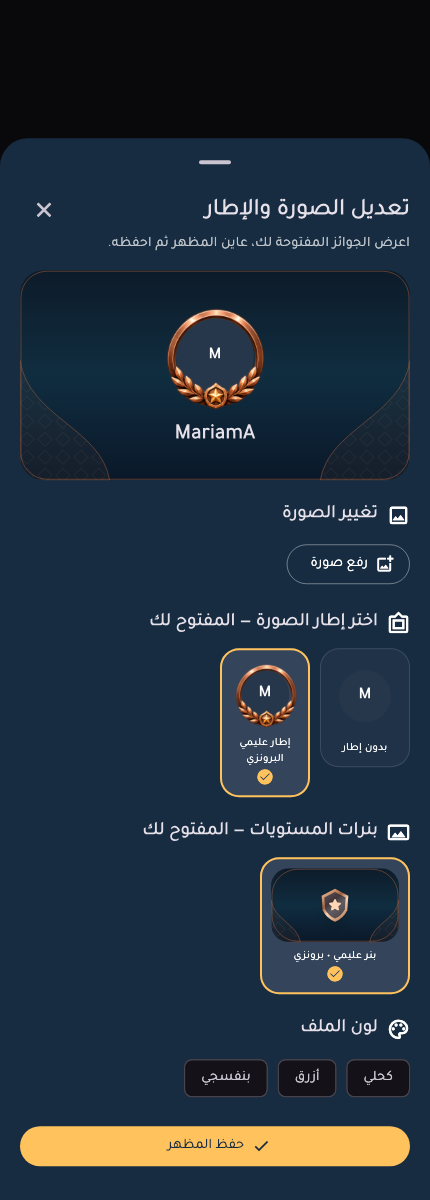 تعديل الصورة والإطار
اعرض الجوائز المفتوحة لك، عاين المظهر ثم احفظه.
M
MariamA
تغيير الصورة
رفع صورة
اختر إطار الصورة – المفتوح لك
M
بدون إطار
M
إطار عليمي
البرونزي
بنرات المستويات – المفتوح لك
بنر عليمي • برونزي
لون الملف
كحلي
أزرق
بنفسجي
حفظ المظهر